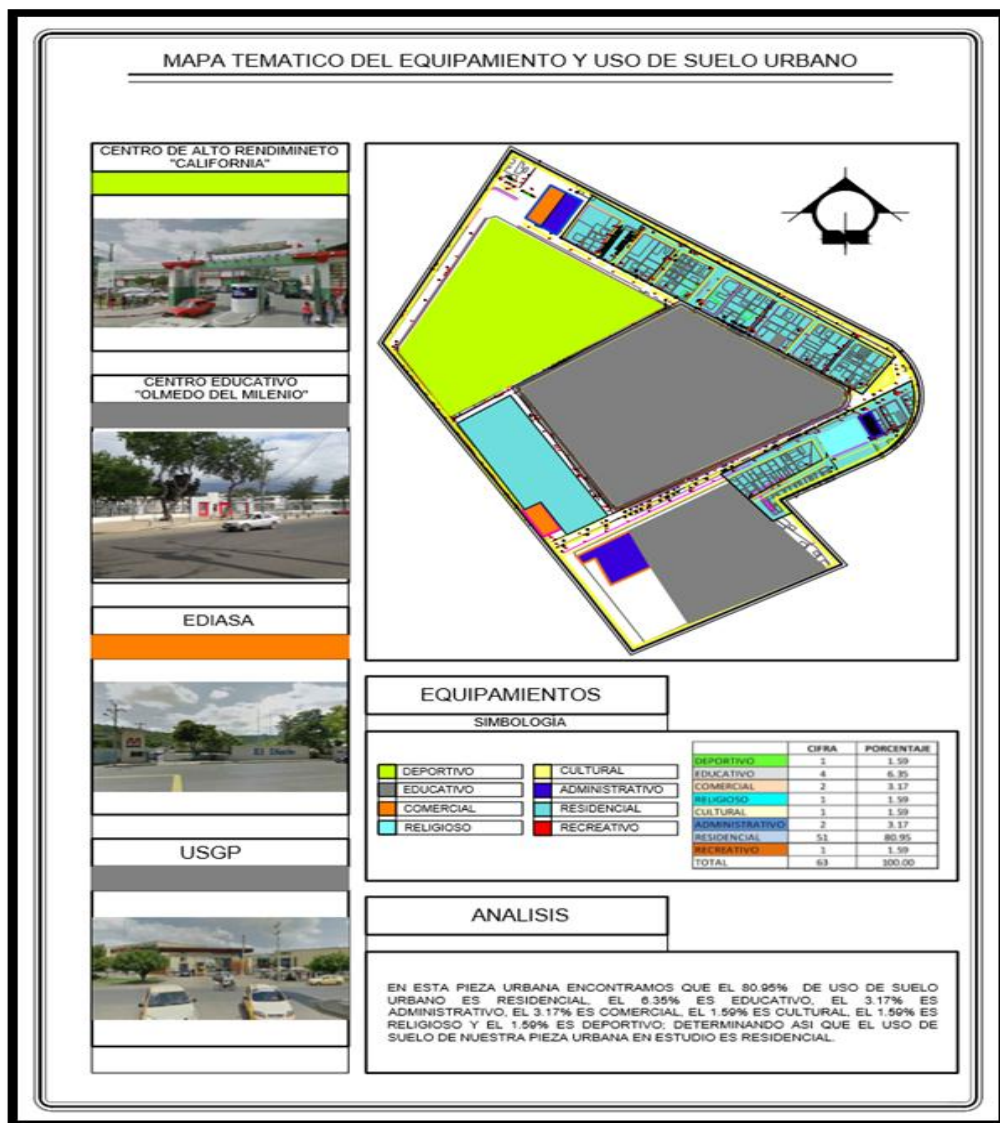 MAPA TEMATICO DEL EQUIPAMIENTO Y USO DE SUELO URBANO
CENTRO DE ALTO RENDIMINETO
"CALIFORNIA"
CENTRO EDUCATIVO
"OLMEDO DEL MILENIO"
EDIASA
El Diario
USGP
EQUIPAMIENTOS
SIMBOLOGÌA
DEPORTIVO
EDUCATIVO
COMERCIAL
RELIGIOSO
CULTURAL
ADMINISTRATIVO
RESIDENCIAL
RECREATIVO
CIFRA PORCENTAJE
DEPORTIVO 1 1.59
EDUCATIVO 4 6.35
COMERCIAL 2 3.17
RELIGIOSO 1 1.59
CULTURAL 1 1.59
ADMINISTRATIVO 2 3.17
RESIDENCIAL 51 80.95
RECREATIVO 1 1.59
TOTAL 63 100.00
ANALISIS
EN ESTA PIEZA URBANA ENCONTRAMOS QUE EL 80.95% DE USO DE SUELO
URBANO ES RESIDENCIAL, EL 6.35% ES EDUCATIVO, EL 3.17% ES
ADMINISTRATIVO, EL 3.17% ES COMERCIAL, EL 1.59% ES CULTURAL, EL 1.59% ES
RELIGIOSO Y EL 1.59% ES DEPORTIVO; DETERMINANDO ASI QUE EL USO DE
SUELO DE NUESTRA PIEZA URBANA EN ESTUDIO ES RESIDENCIAL.